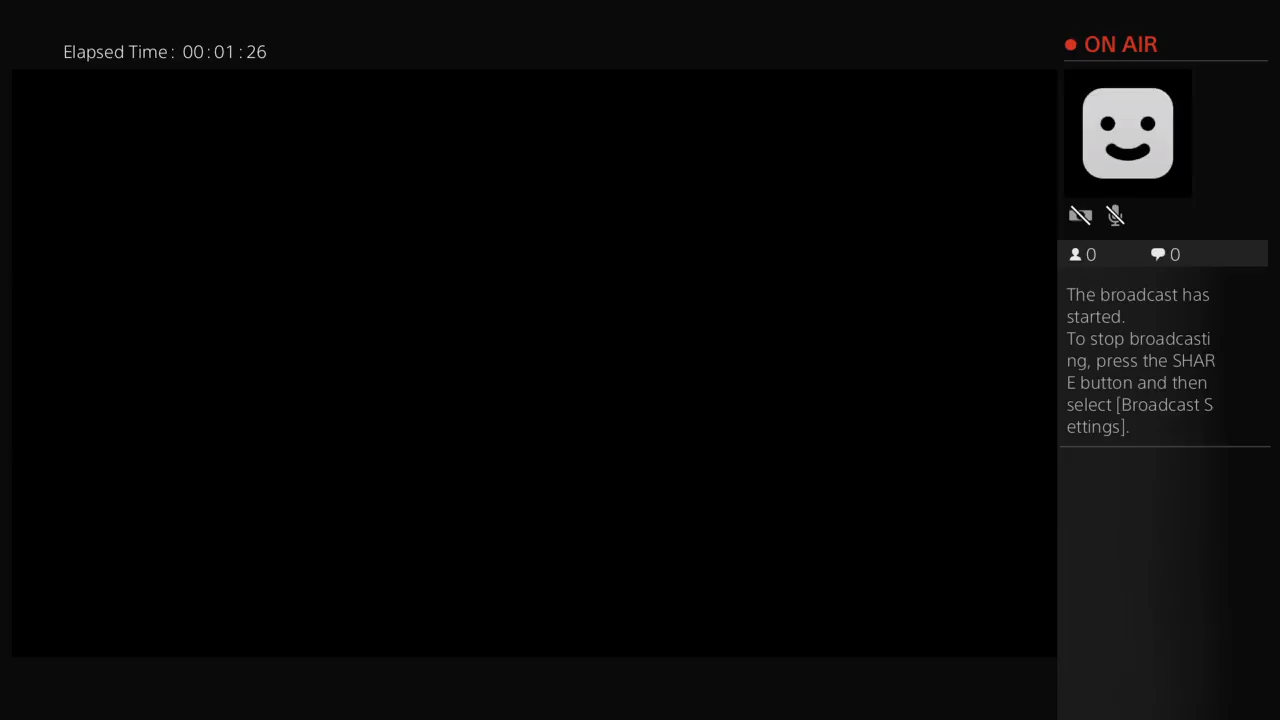 Elapsed Time: 00:01:26
ON AIR
0 0
The broadcast has
started.
To stop broadcasti
ng, press the SHAR
E button and then
select [Broadcast S
ettings].